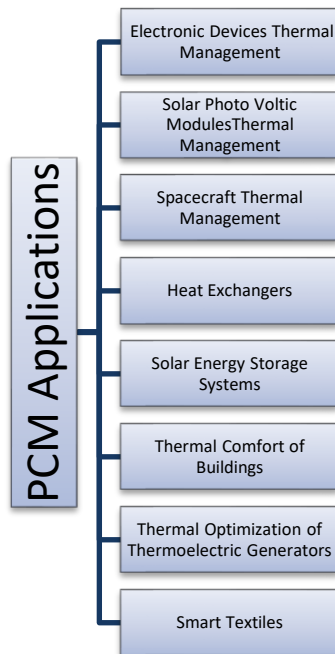 PCM Applications
Electronic Devices Thermal
Management
Solar Photo Voltic
ModulesThermal
Management
Spacecraft Thermal
Management
Heat Exchangers
Solar Energy Storage
Systems
Thermal Comfort of
Buildings
Thermal Optimization of
Thermoelectric Generators
Smart Textiles